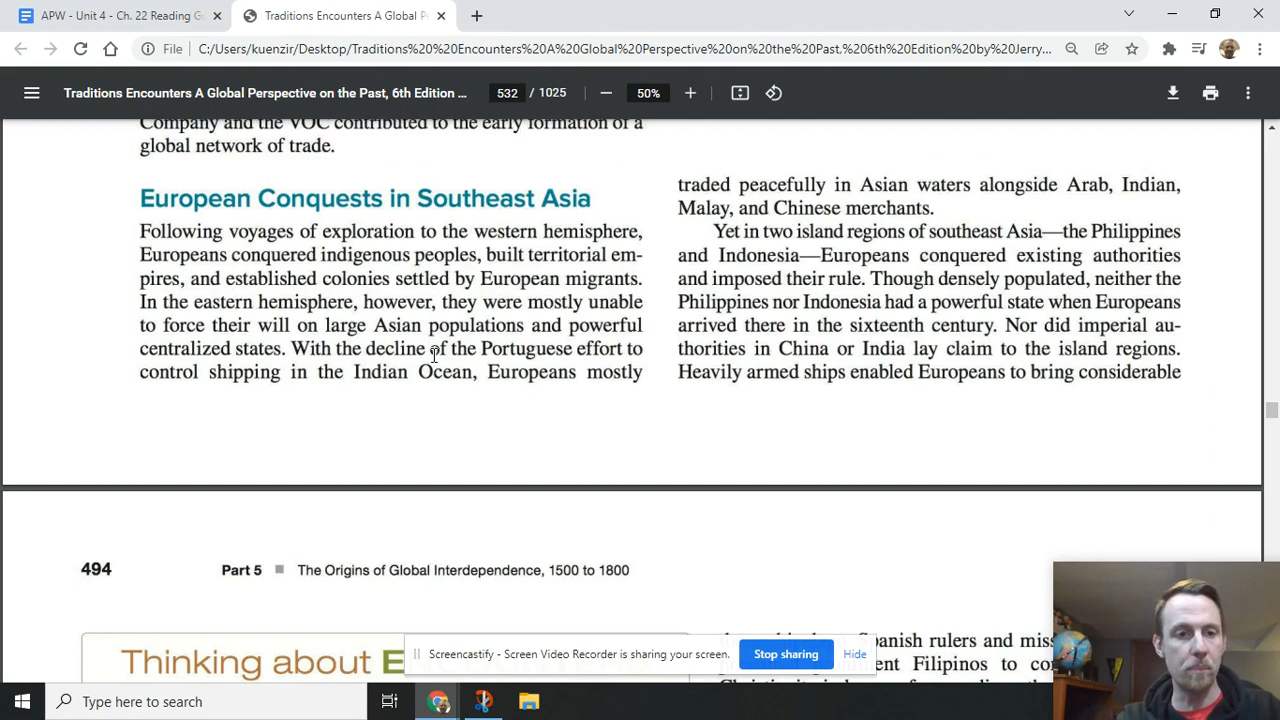 APW - Unit 4 - Ch. 22 Reading G
Traditions Encounters A Global P
File
C:/Users/kuenzir/Desktop/Traditions%20%20Encounters%20A%20Global%20Perspective%20on%20the%20Past,%206th%20Edition%20by%20Jerry...
Traditions Encounters A Global Perspective on the Past, 6th Edition ...
532 / 1025
50%
Company and the VOC contributed to the early formation of a
global network of trade.
European Conquests in Southeast Asia
Following voyages of exploration to the western hemisphere,
Europeans conquered indigenous peoples, built territorial em-
pires, and established colonies settled by European migrants.
In the eastern hemisphere, however, they were mostly unable
to force their will on large Asian populations and powerful
centralized states. With the decline of the Portuguese effort to
control shipping in the Indian Ocean, Europeans mostly
traded peacefully in Asian waters alongside Arab, Indian,
Malay, and Chinese merchants.
Yet in two island regions of southeast Asia—the Philippines
and Indonesia—Europeans conquered existing authorities
and imposed their rule. Though densely populated, neither the
Philippines nor Indonesia had a powerful state when Europeans
arrived there in the sixteenth century. Nor did imperial au-
thorities in China or India lay claim to the island regions.
Heavily armed ships enabled Europeans to bring considerable
494
Part 5 ■ The Origins of Global Interdependence, 1500 to 1800
Thinking about E
Spanish rulers and miss
Filipinos to co
Screencastify - Screen Video Recorder is sharing your screen.
Stop sharing
Hide
Type here to search